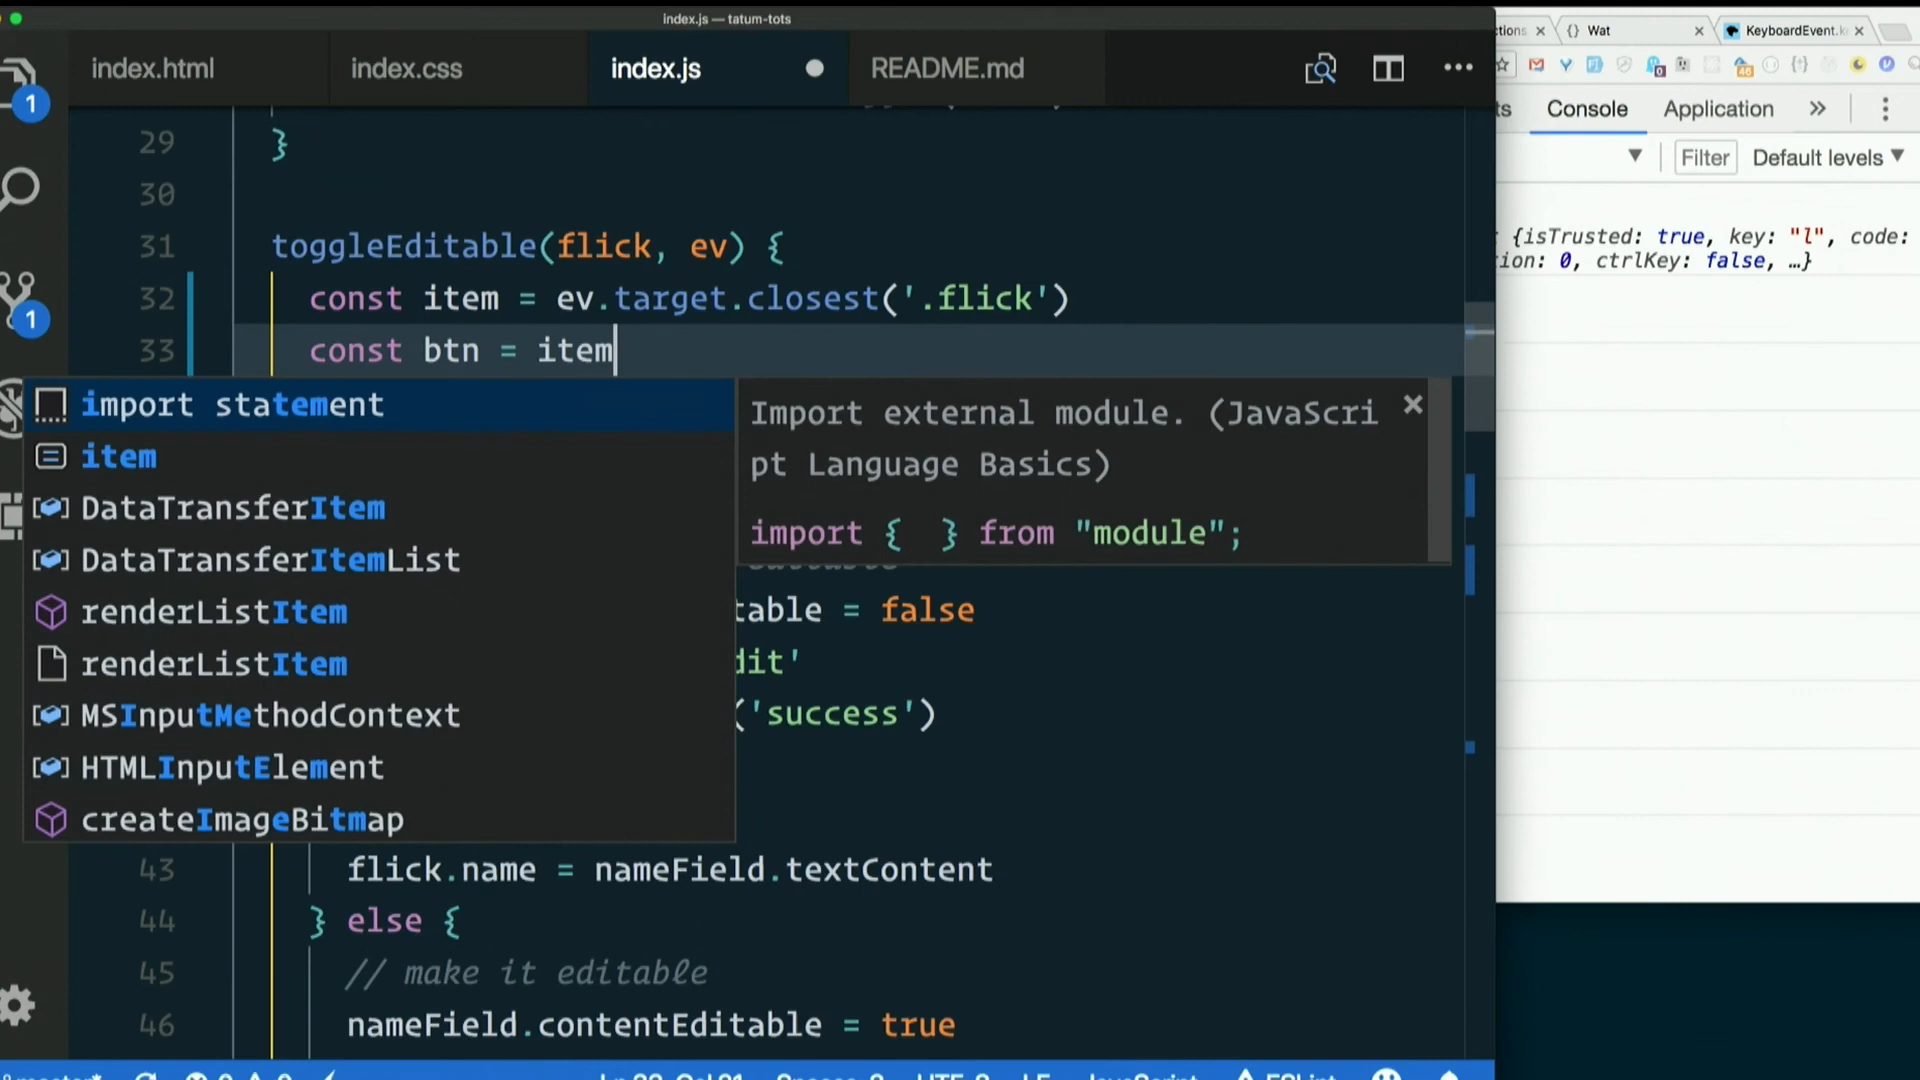 index.js — tatum-tots
index.html
index.css
index.js
README.md
Wat
KeyboardEvent.k
1
1
0
46
Console
Application
Filter
Default levels
{isTrusted: true, key: "l", code:
ion: 0, ctrlKey: false, …}
29 }
30
31 toggleEditable(flick, ev) {
32 const item = ev.target.closest('.flick')
33 const btn = item
import statement
item
DataTransferItem
DataTransferItemList
renderListItem
renderListItem
MSInputMethodContext
HTMLInputElement
createImageBitmap
Import external module. (JavaScri
pt Language Basics)
import { } from "module";
table = false
dit'
('success')
43 flick.name = nameField.textContent
44 } else {
45 // make it editable
46 nameField.contentEditable = true